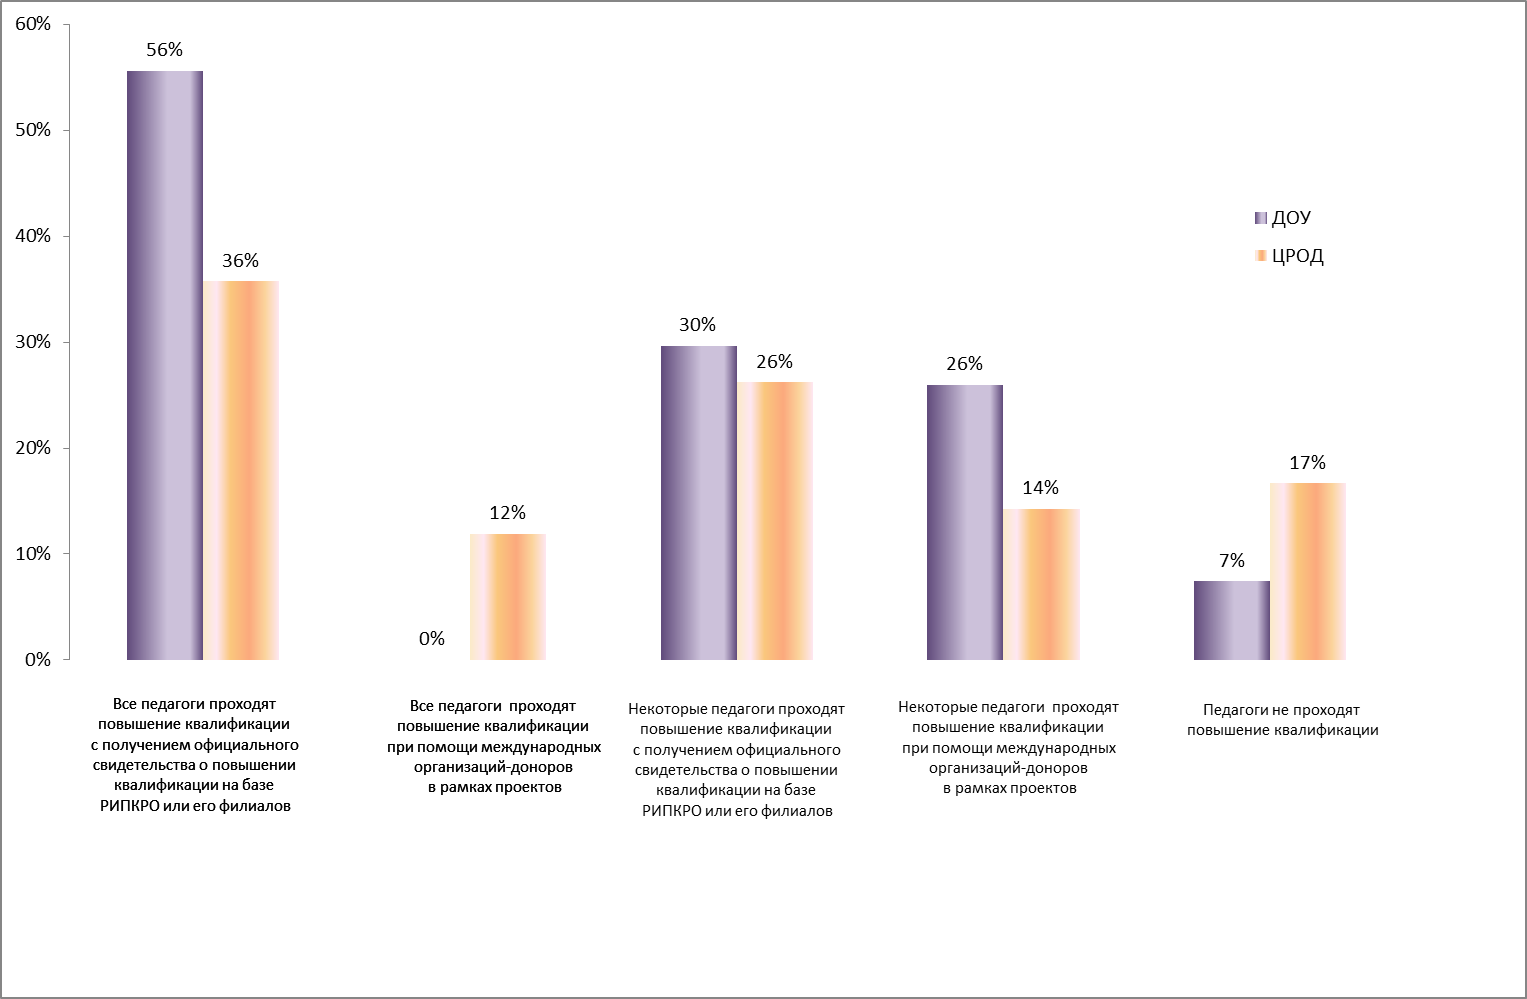 60%
50%
40%
30%
20%
10%
0%
56%
36%
0%
12%
30%
26%
26%
14%
7%
17%
ДОУ
ЦРОД
Все педагоги проходят
повышение квалификации
с получением официального
свидетельства о повышении
квалификации на базе
РИПКРО или его филиалов
Все педагоги проходят
повышение квалификации
при помощи международных
организаций-доноров
в рамках проектов
Некоторые педагоги проходят
повышение квалификации
с получением официального
свидетельства о повышении
квалификации на базе
РИПКРО или его филиалов
Некоторые педагоги проходят
повышение квалификации
при помощи международных
организаций-доноров
в рамках проектов
Педагоги не проходят
повышение квалификации